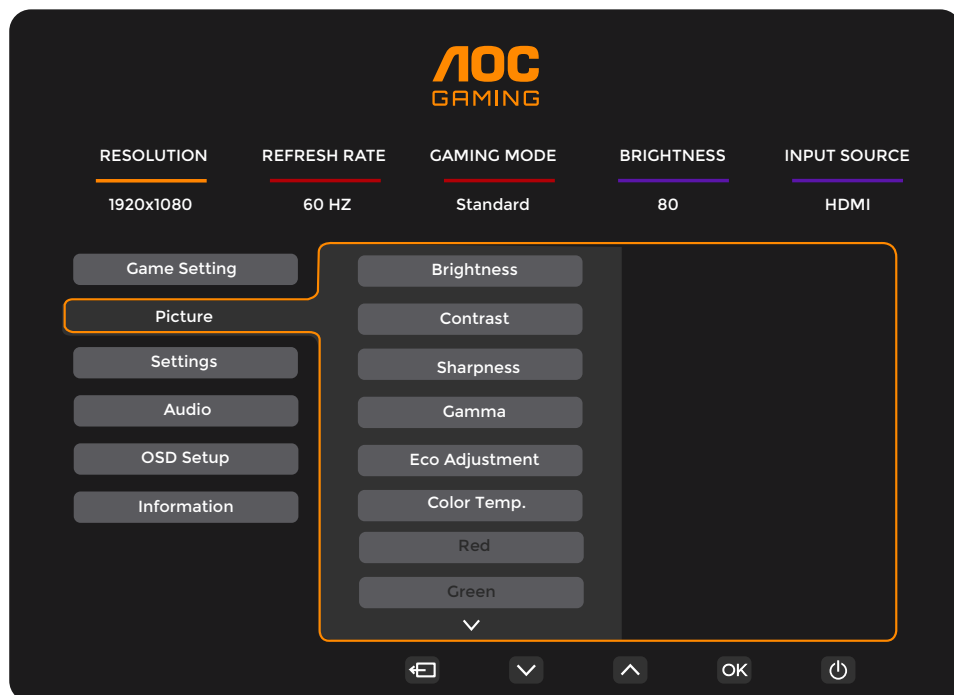 AOC
GAMING
RESOLUTION REFRESH RATE GAMING MODE BRIGHTNESS INPUT SOURCE
1920x1080 60 HZ Standard 80 HDMI
Game Setting Brightness
Picture Contrast
Settings Sharpness
Audio Gamma
OSD Setup Eco Adjustment
Information Color Temp.
Red
Green
OK